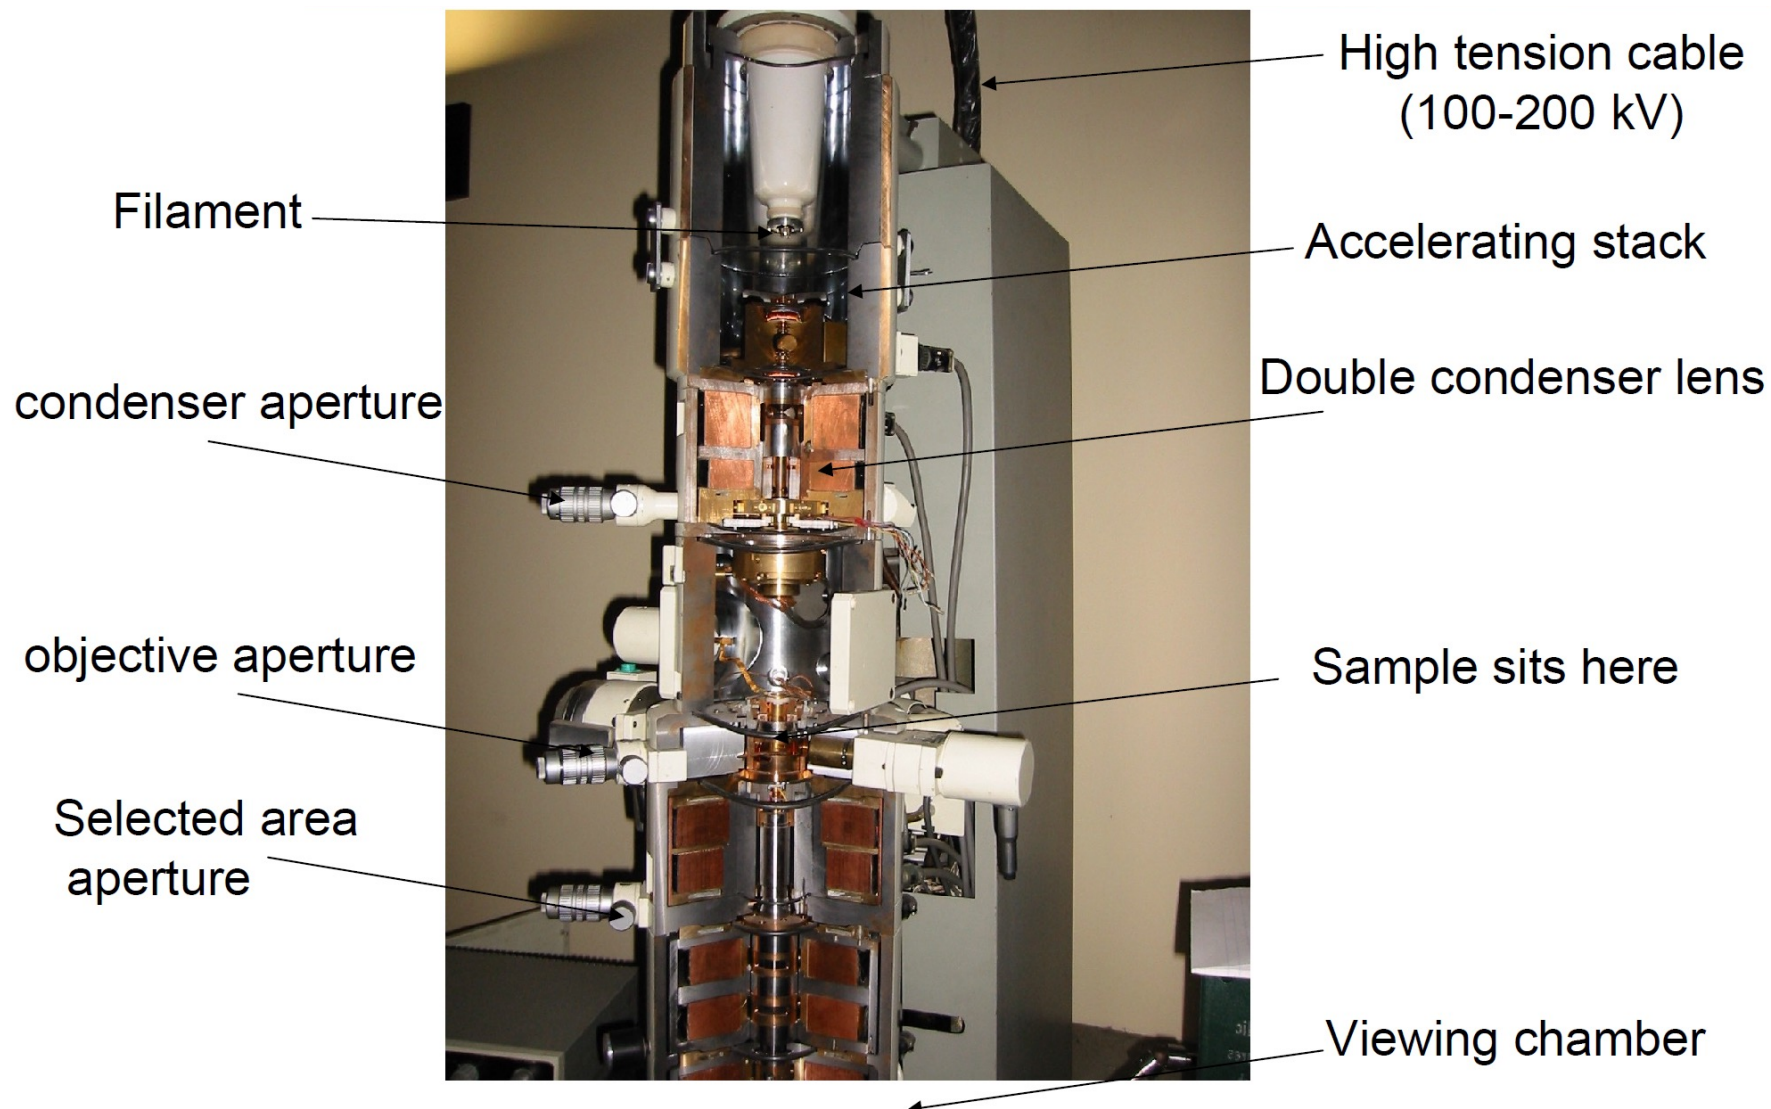 High tension cable
(100-200 kV)
Filament
Accelerating stack
Double condenser lens
condenser aperture
objective aperture
Sample sits here
Selected area
aperture
Viewing chamber